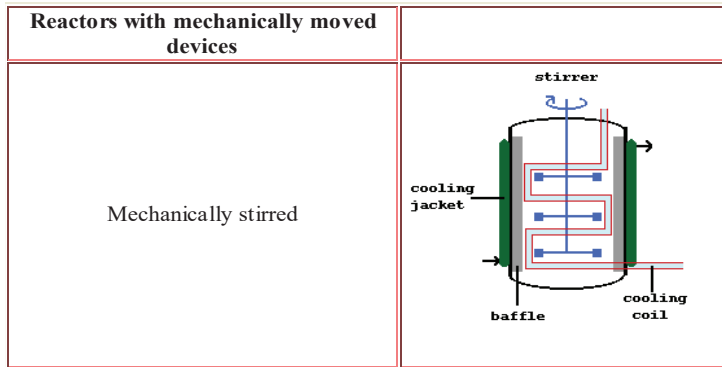 Reactors with mechanically moved
devices
Mechanically stirred
stirrer
cooling
jacket
baffle
cooling
coil